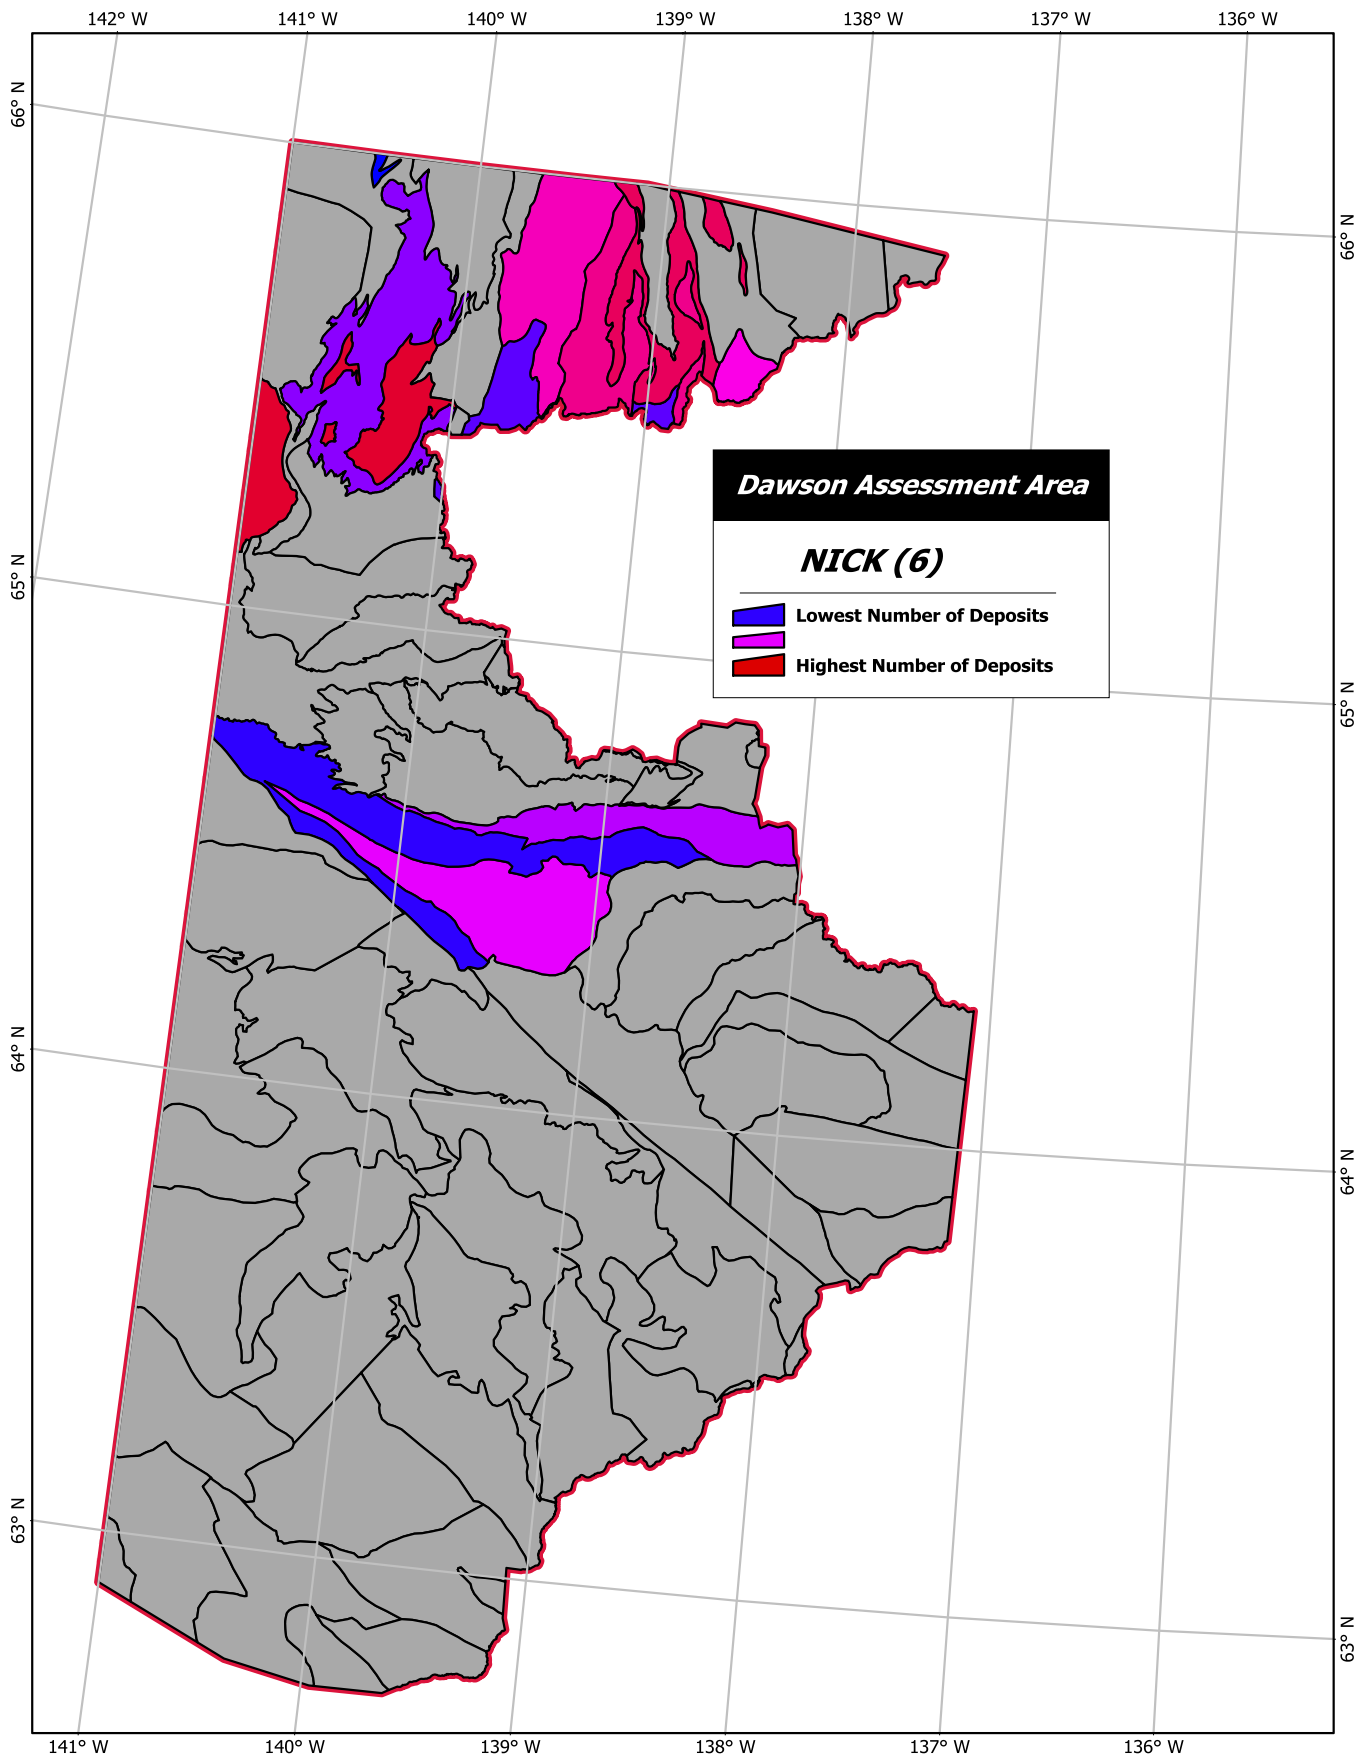 142° W 141° W 140° W 139° W 138° W 137° W 136° W
66° N
66° N
Dawson Assessment Area
NICK (6)
Lowest Number of Deposits
Highest Number of Deposits
65° N
65° N
64° N
64° N
63° N
63° N
141° W 140° W 139° W 138° W 137° W 136° W